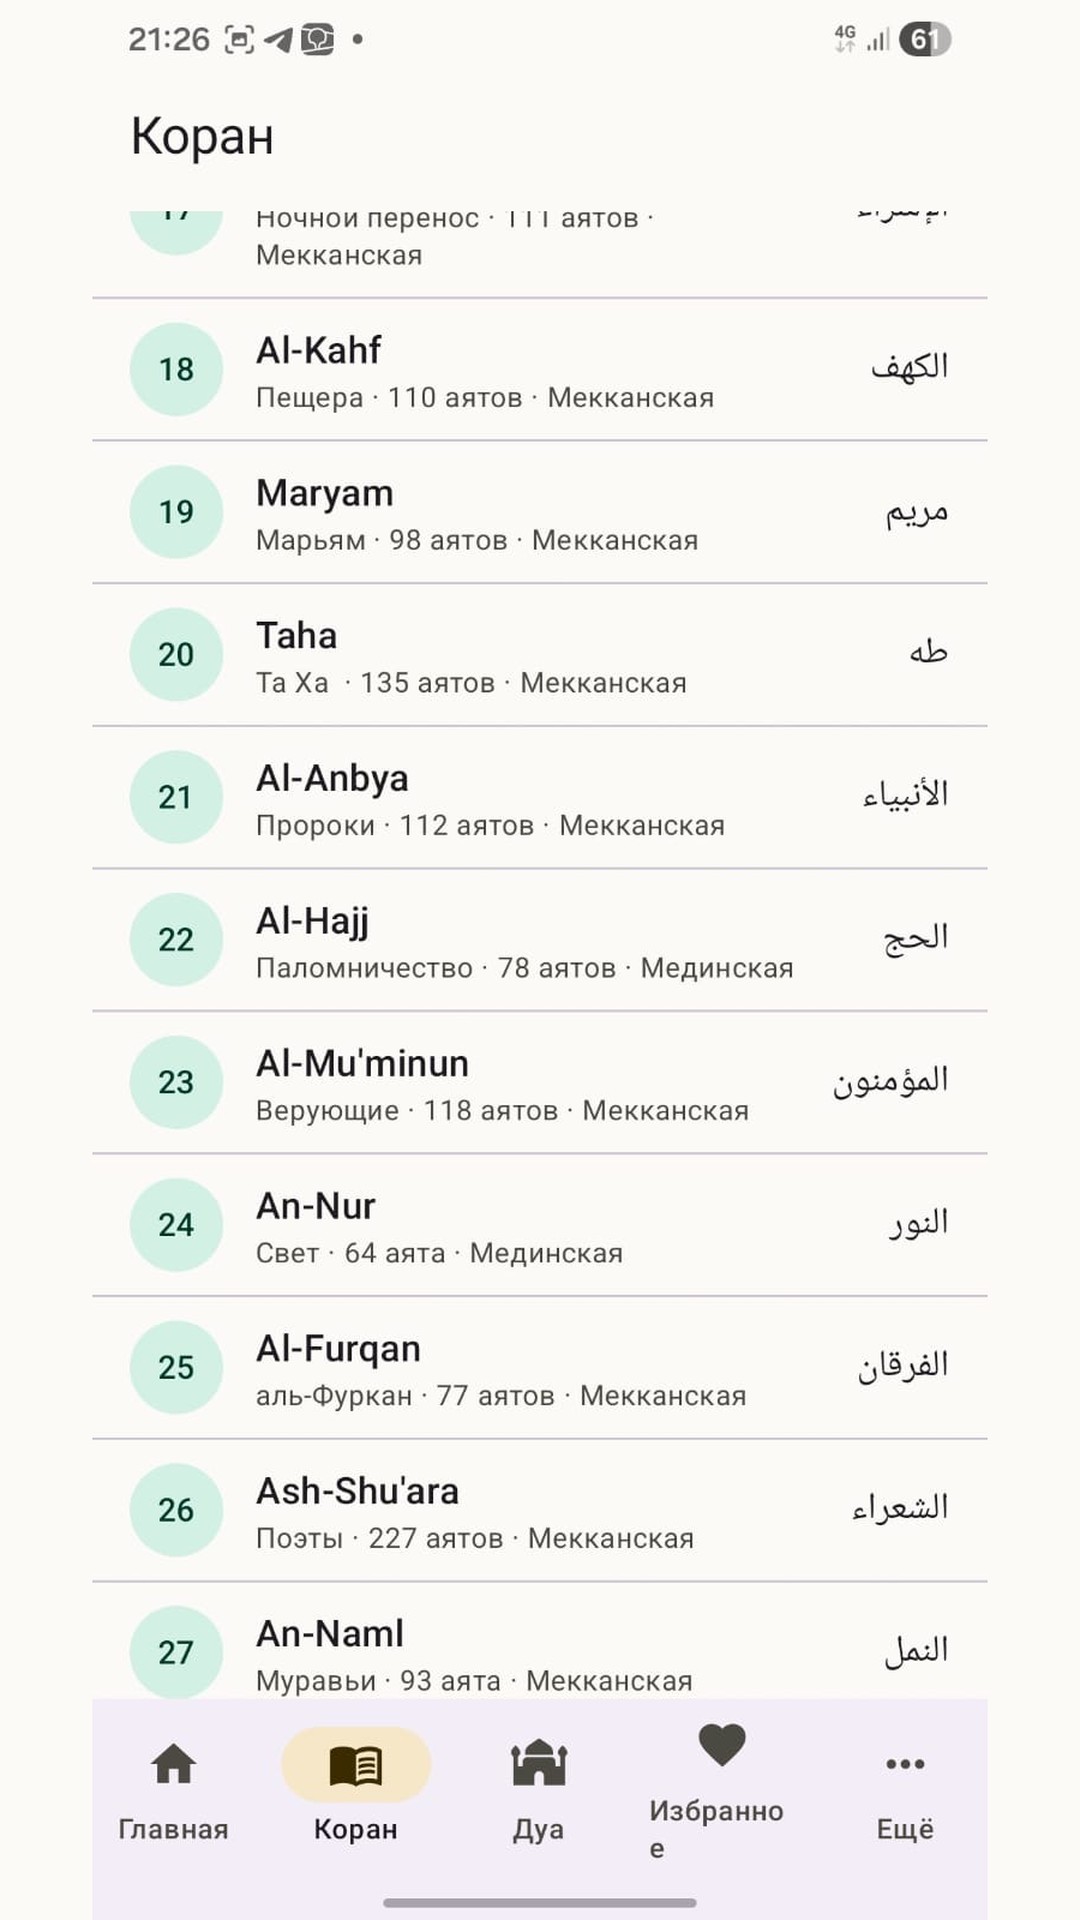 21:26
4G
61
Коран
17
Ночной перенос · 111 аятов ·
Мекканская
الإسراء
18
Al-Kahf
Пещера · 110 аятов · Мекканская
الكهف
19
Maryam
Марьям · 98 аятов · Мекканская
مريم
20
Taha
Та Ха  · 135 аятов · Мекканская
طه
21
Al-Anbya
Пророки · 112 аятов · Мекканская
الأنبياء
22
Al-Hajj
Паломничество · 78 аятов · Мединская
الحج
23
Al-Mu'minun
Верующие · 118 аятов · Мекканская
المؤمنون
24
An-Nur
Свет · 64 аята · Мединская
النور
25
Al-Furqan
аль-Фуркан · 77 аятов · Мекканская
الفرقان
26
Ash-Shu'ara
Поэты · 227 аятов · Мекканская
الشعراء
27
An-Naml
Муравьи · 93 аята · Мекканская
النمل
Главная
Коран
Дуа
Избранно
е
Ещё